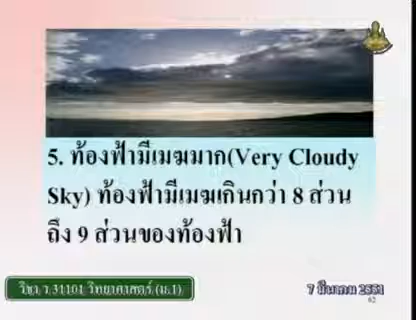 5. ท้องฟ้ามีเมฆมาก(Very Cloudy
Sky) ท้องฟ้ามีเมฆเกินกว่า 8 ส่วน
ถึง 9 ส่วนของท้องฟ้า
วิชา ว 31101 วิทยาศาสตร์ (ม.1)
7 มีนาคม 2551
62